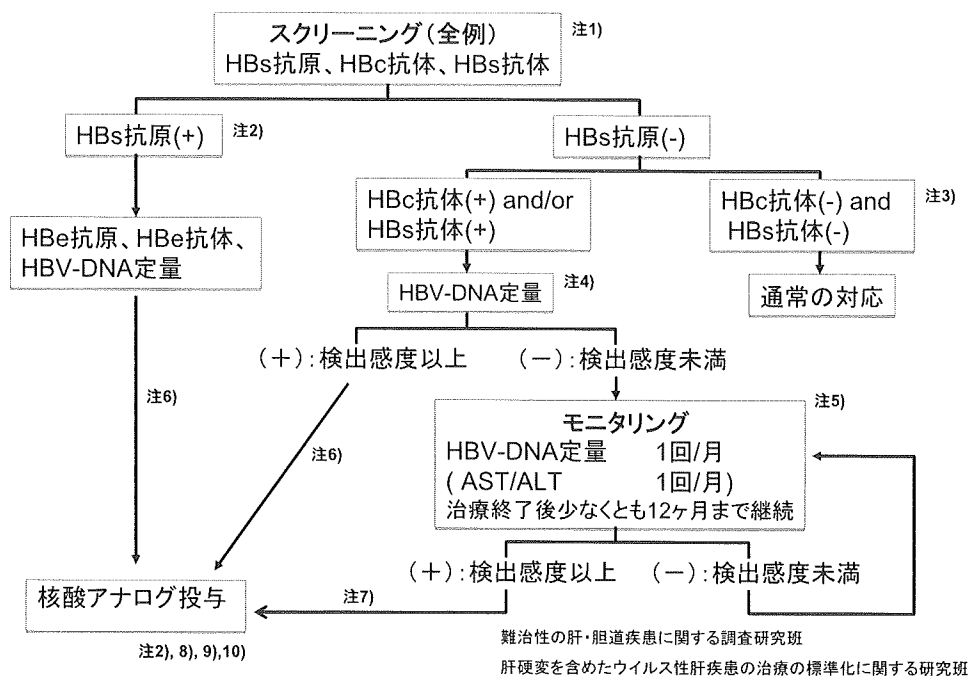 スクリーニング(全例)
注1)
HBs抗原、HBc抗体、HBs抗体
HBs抗原(+)
注2)
HBs抗原(-)
HBc抗体(+) and/or
HBs抗体(+)
HBc抗体(-) and
HBs抗体(-)
注3)
HBe抗原、HBe抗体、
HBV-DNA定量
HBV-DNA定量
注4)
通常の対応
(+):検出感度以上
(-):検出感度未満
注6)
注6)
モニタリング
注5)
HBV-DNA定量 1回/月
( AST/ALT 1回/月)
治療終了後少なくとも12ヶ月まで継続
(+):検出感度以上
(-):検出感度未満
核酸アナログ投与
注7)
注2), 8), 9),10)
難治性の肝・胆道疾患に関する調査研究班
肝硬変を含めたウイルス性肝疾患の治療の標準化に関する研究班